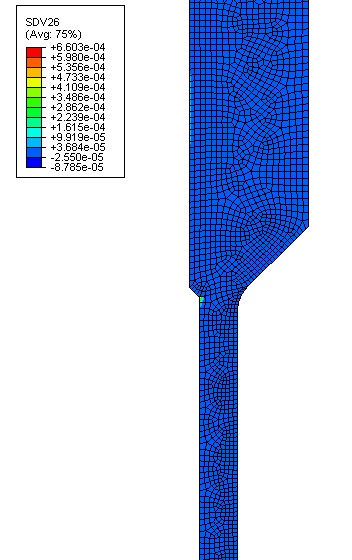 SDV26
(Avg: 75%)
+6.603e-04
+5.980e-04
+5.356e-04
+4.733e-04
+4.109e-04
+3.486e-04
+2.862e-04
+2.239e-04
+1.615e-04
+9.919e-05
+3.684e-05
-2.550e-05
-8.785e-05